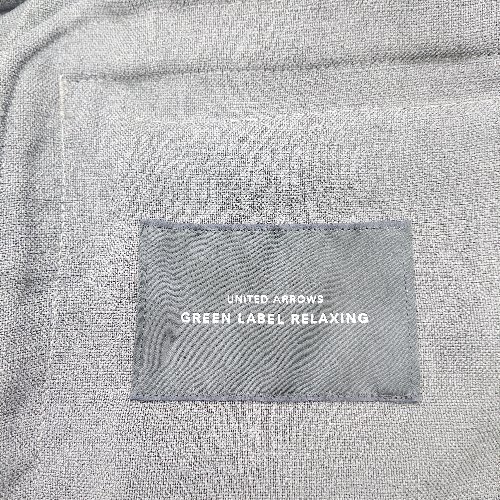 UNITED ARROWS
GREEN LABEL RELAXING